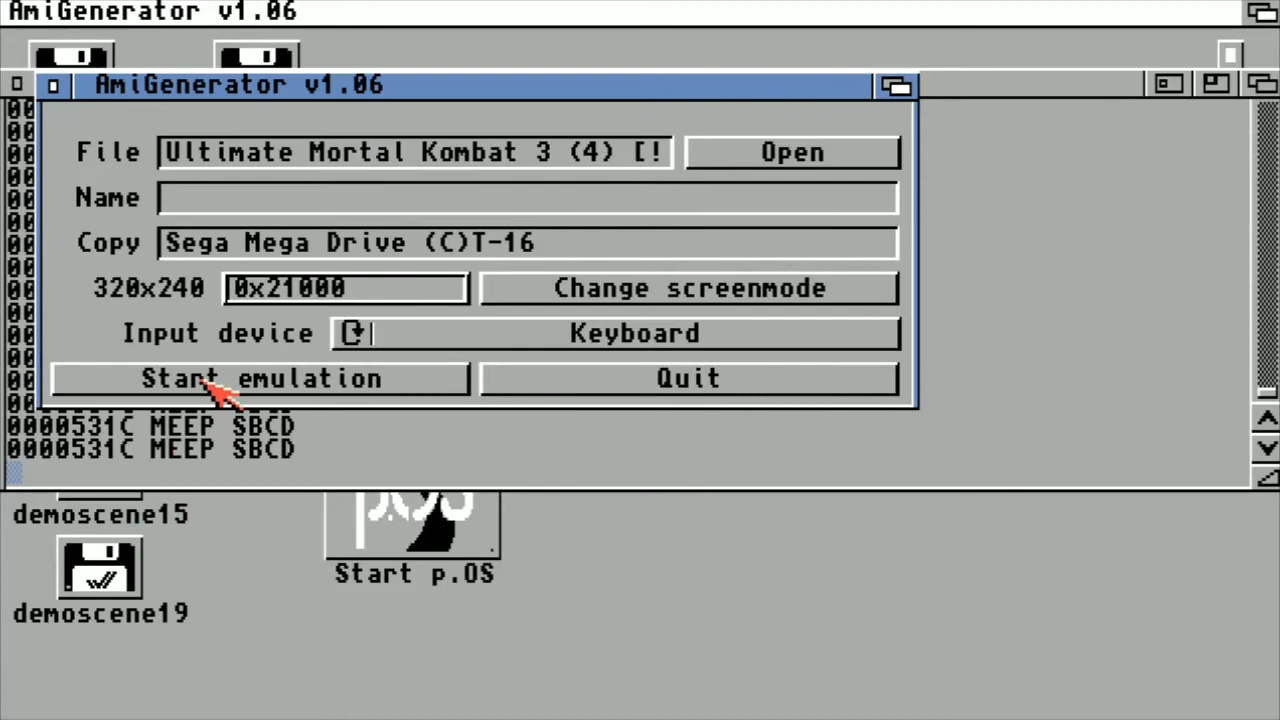 AmiGenerator v1.06
AmiGenerator v1.06
File Ultimate Mortal Kombat 3 (4) [! Open
Name
Copy Sega Mega Drive (C)T-16
320x240 0x21000 Change screenmode
Input device Keyboard
Start emulation Quit
0000531C MEEP SBCD
0000531C MEEP SBCD
demoscene15
Start p.OS
demoscene19